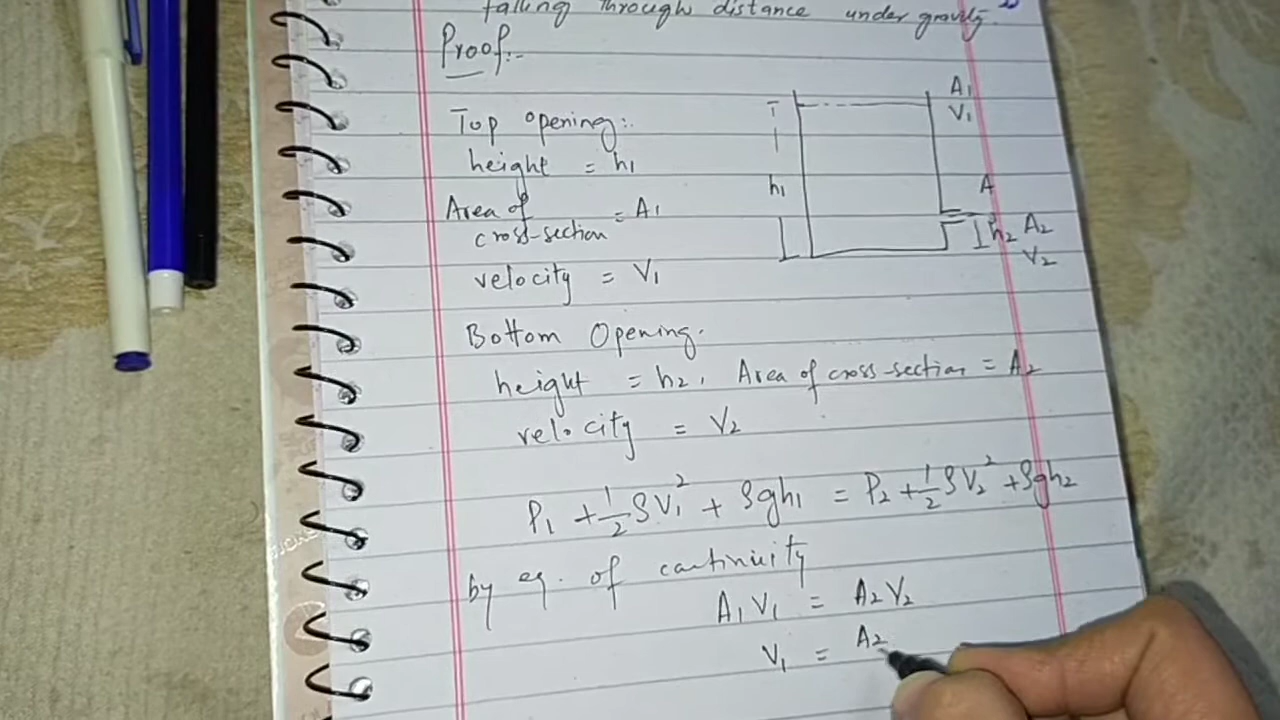 falling through distance under gravity."
Proof:-
Top Opening:.
height = h₁
Area of
cross-section = A₁
velocity = V₁
A₁
V₁
h₁
A
h₂ A₂
V₂
Bottom Opening.
height = h₂, Area of cross-section = A₂
velocity = V₂
P₁ + 1/2 ρV₁² + ρgh₁ = P₂ + 1/2 ρV₂² + ρgh₂
by eq. of continuity
A₁V₁ = A₂V₂
V₁ = A₂